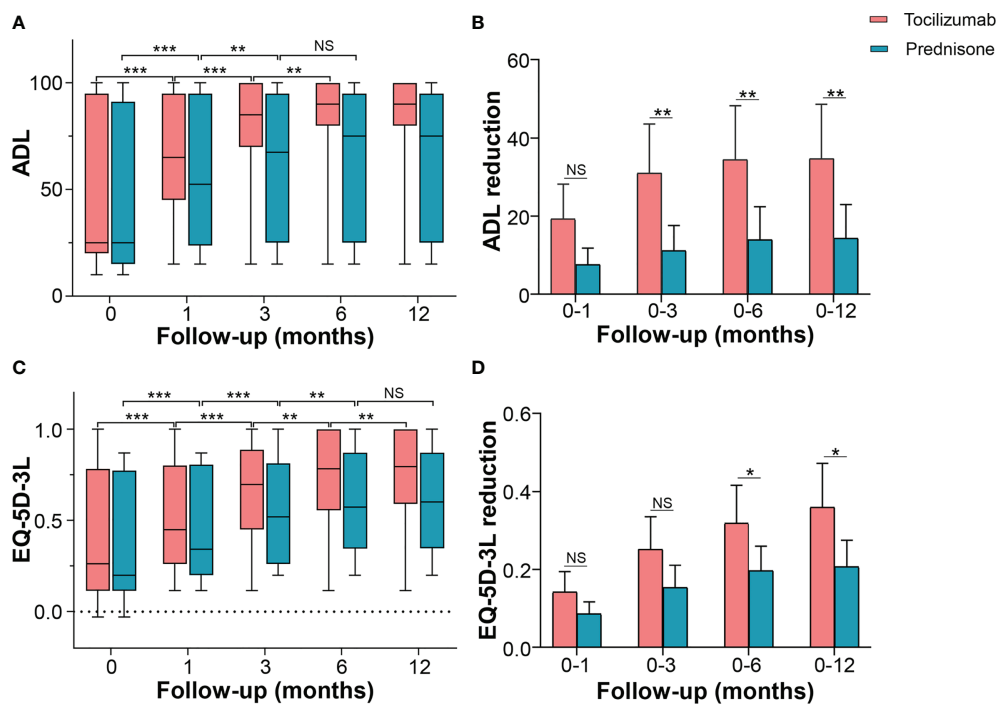 A
B
Tocilizumab
Prednisone
*** ** NS
*** *** **
100
50
0
ADL
0 1 3 6 12
Follow-up (months)
60
40
20
0
ADL reduction
NS ** ** **
0-1 0-3 0-6 0-12
Follow-up (months)
C
D
*** *** ** NS
*** *** ** **
1.0
0.5
0.0
EQ-5D-3L
0 1 3 6 12
Follow-up (months)
0.6
0.4
0.2
0.0
EQ-5D-3L reduction
NS NS * *
0-1 0-3 0-6 0-12
Follow-up (months)